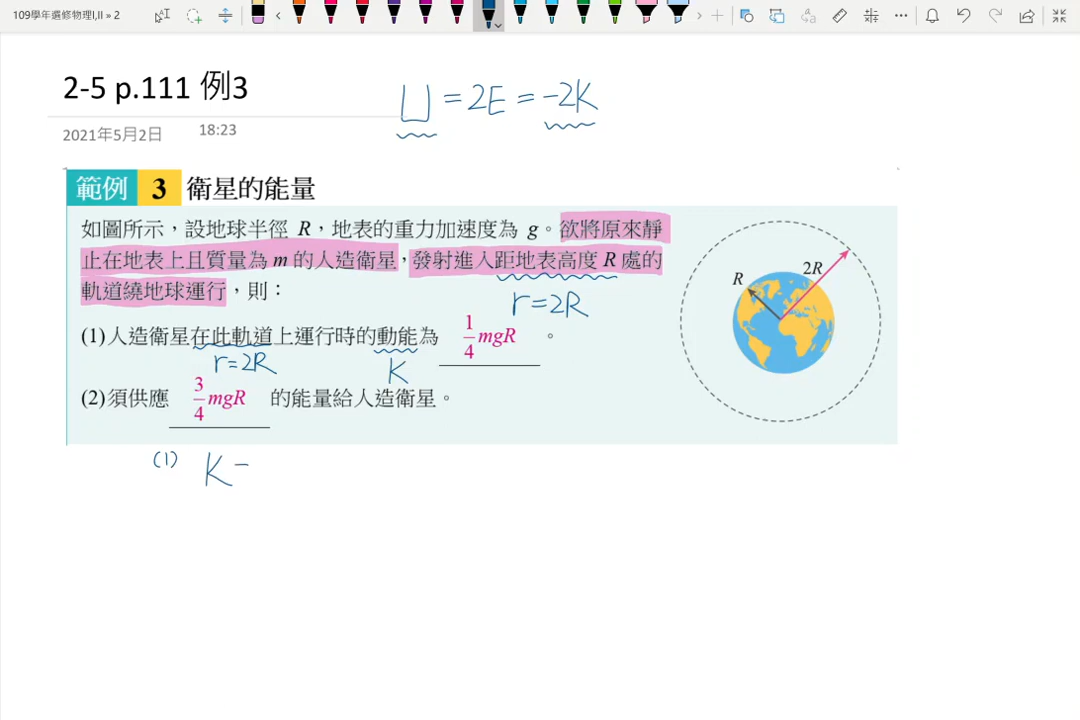 109學年選修物理I,II » 2
2-5 p.111 例3
U = 2E = -2K
2021年5月2日 18:23
範例 3 衛星的能量
如圖所示，設地球半徑 R，地表的重力加速度為 g。欲將原來靜
止在地表上且質量為 m 的人造衛星，發射進入距地表高度 R 處的
軌道繞地球運行，則：
r=2R
(1)人造衛星在此軌道上運行時的動能為 1/4 mgR 。
r=2R K
(2)須供應 3/4 mgR 的能量給人造衛星。
R 2R
(1) K =